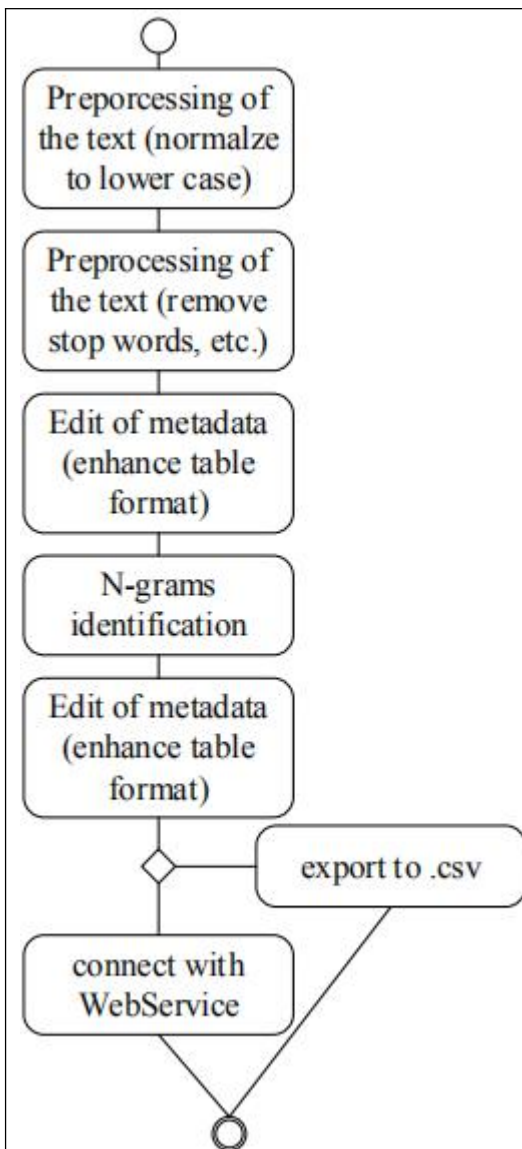 Preporcessing of
the text (normalze
to lower case)
Preprocessing of
the text (remove
stop words, etc.)
Edit of metadata
(enhance table
format)
N-grams
identification
Edit of metadata
(enhance table
format)
export to .csv
connect with
WebService